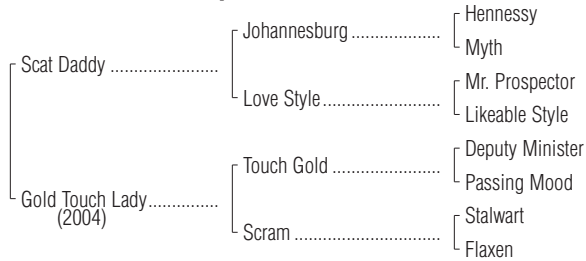 Hennessy
Johannesburg ....................
Myth
Scat Daddy ........................
Mr. Prospector
Love Style..........................
Likeable Style
Deputy Minister
Touch Gold ........................
Passing Mood
Gold Touch Lady................
(2004)
Stalwart
Scram .................................
Flaxen